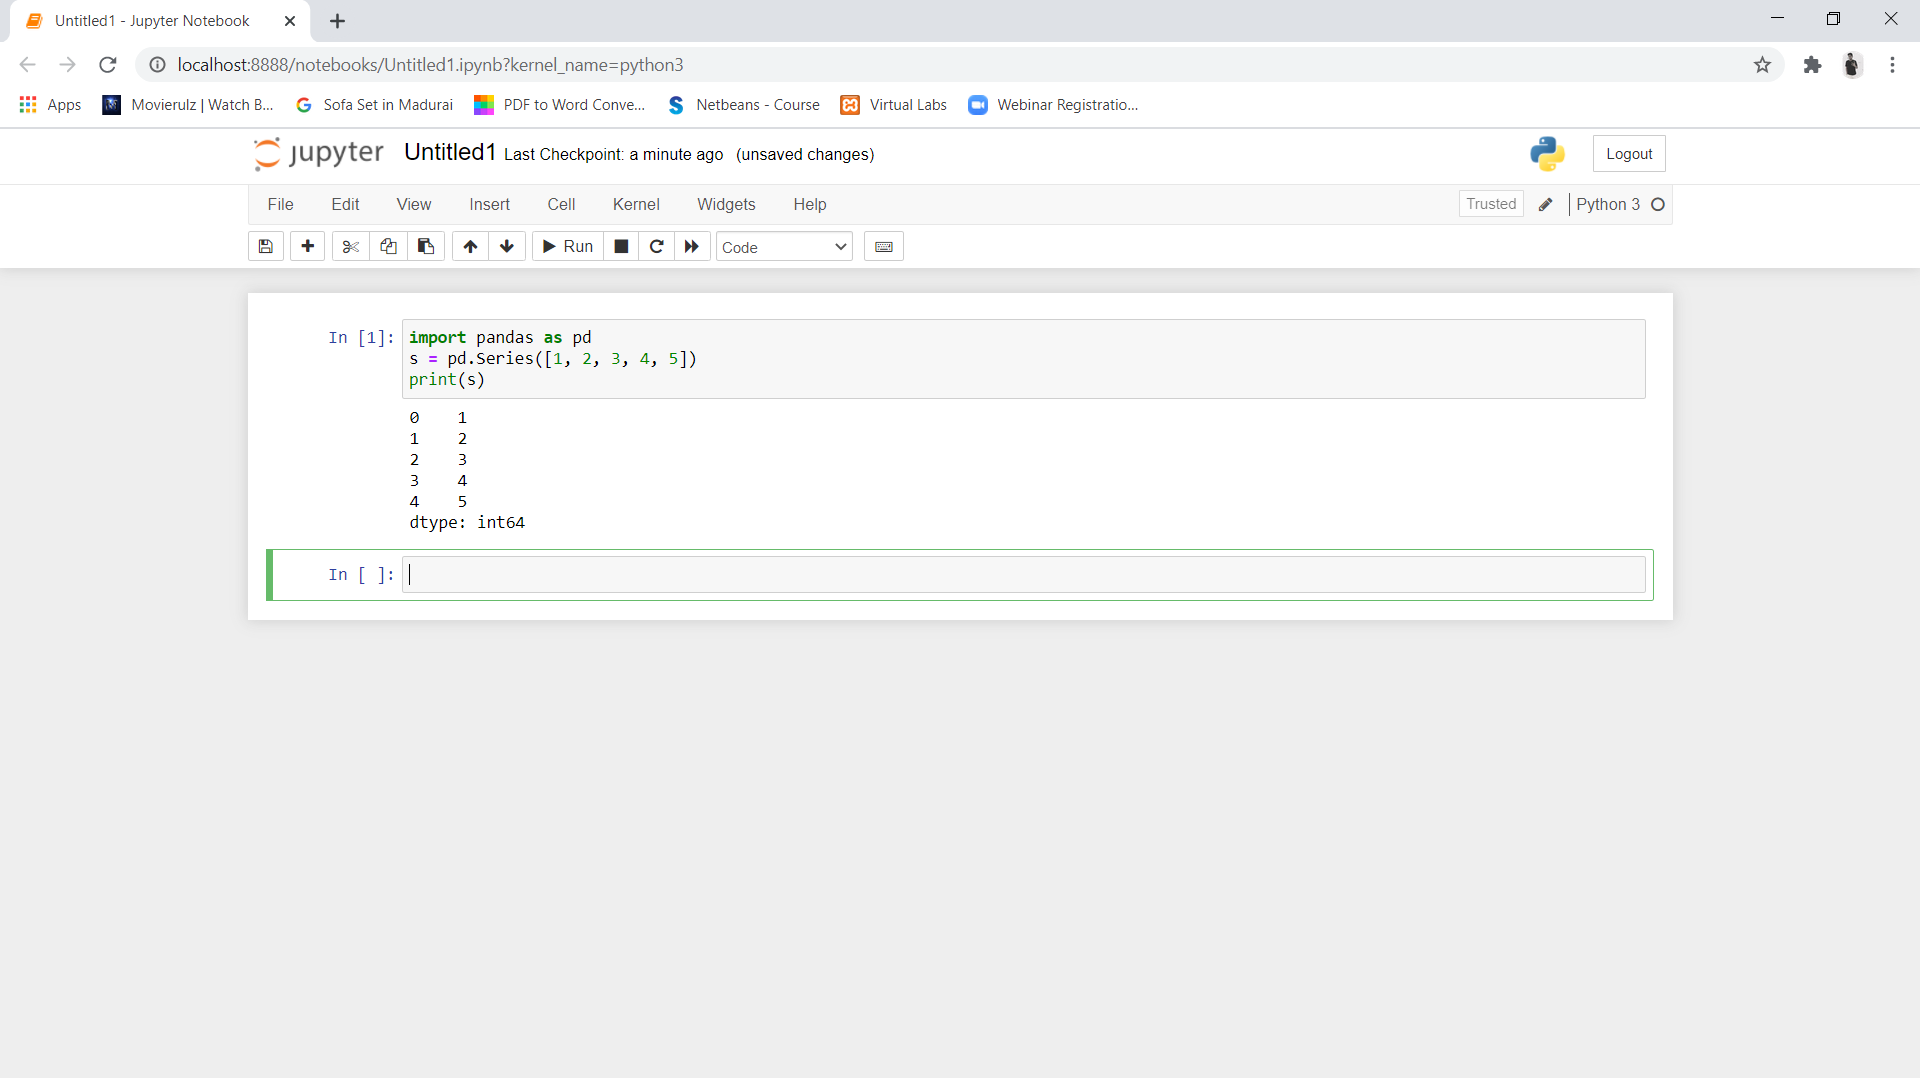 Untitled1 - Jupyter Notebook
localhost:8888/notebooks/Untitled1.ipynb?kernel_name=python3
Apps Movierulz | Watch B... Sofa Set in Madurai PDF to Word Conve... Netbeans - Course Virtual Labs Webinar Registratio...
jupyter Untitled1 Last Checkpoint: a minute ago (unsaved changes) Logout
File Edit View Insert Cell Kernel Widgets Help Trusted Python 3
Run Code
In [1]: import pandas as pd
s = pd.Series([1, 2, 3, 4, 5])
print(s)
0 1
1 2
2 3
3 4
4 5
dtype: int64
In [ ]: